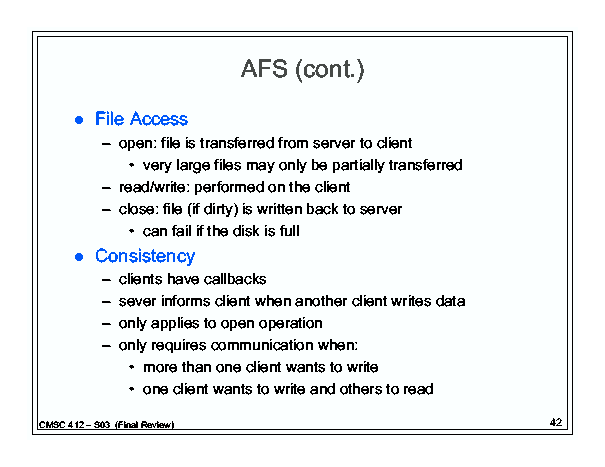 AFS (cont.)
● File Access
– open: file is transferred from server to client
• very large files may only be partially transferred
– read/write: performed on the client
– close: file (if dirty) is written back to server
• can fail if the disk is full
● Consistency
– clients have callbacks
– sever informs client when another client writes data
– only applies to open operation
– only requires communication when:
• more than one client wants to write
• one client wants to write and others to read
CMSC 412 – S03 (Final Review)
42